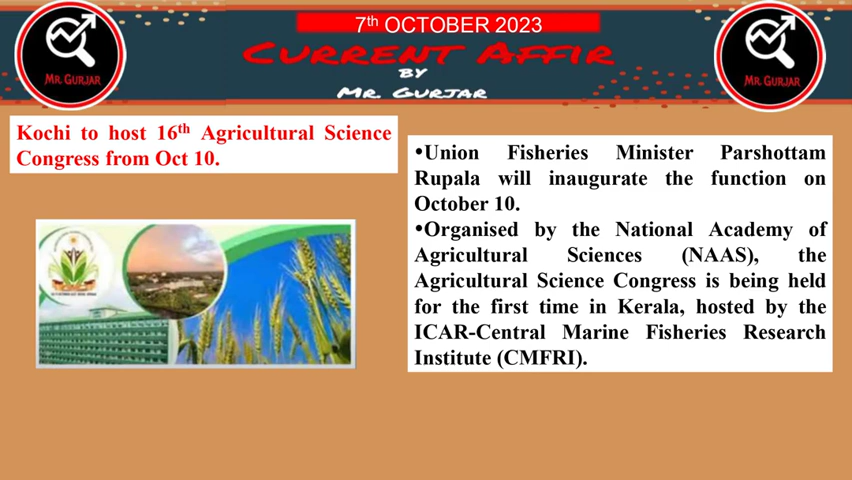 7th OCTOBER 2023
CURRENT AFFIR
BY
MR. GURJAR
MR. GURJAR
MR. GURJAR
Kochi to host 16th Agricultural Science
Congress from Oct 10.
•Union Fisheries Minister Parshottam
Rupala will inaugurate the function on
October 10.
•Organised by the National Academy of
Agricultural Sciences (NAAS), the
Agricultural Science Congress is being held
for the first time in Kerala, hosted by the
ICAR-Central Marine Fisheries Research
Institute (CMFRI).